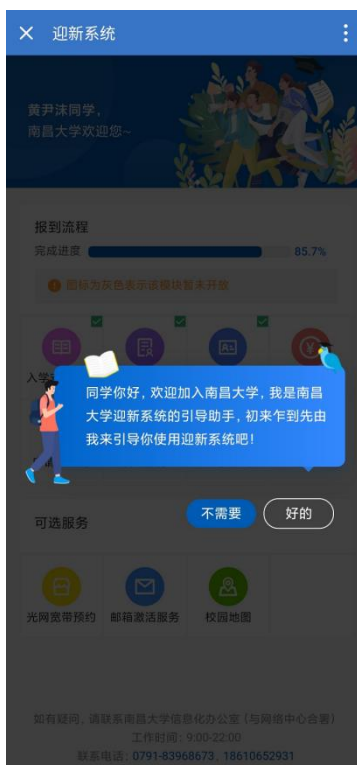 迎新系统
黄尹沫同学，
南昌大学欢迎您~
报到流程
完成进度
85.7%
图标为灰色表示该模块暂未开放
入学
同学你好，欢迎加入南昌大学，我是南昌
大学迎新系统的引导助手，初来乍到先由
我来引导你使用迎新系统吧！
不需要
好的
可选服务
光网宽带预约
邮箱激活服务
校园地图
如有疑问，请联系南昌大学信息化办公室（与网络中心合署）
工作时间：9:00-22:00
联系电话：0791-83968673，18610652931